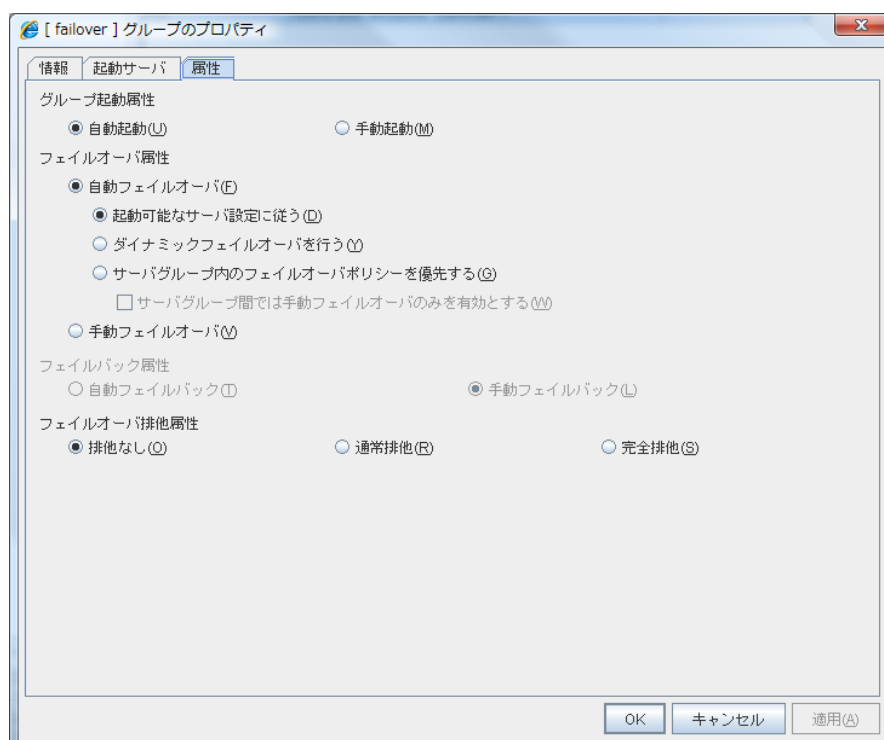 [ failover ] グループのプロパティ
情報 起動サーバ 属性
グループ起動属性
自動起動(U) 手動起動(M)
フェイルオーバ属性
自動フェイルオーバ(F)
起動可能なサーバ設定に従う(D)
ダイナミックフェイルオーバを行う(Y)
サーバグループ内のフェイルオーバポリシーを優先する(G)
サーバグループ間では手動フェイルオーバのみを有効とする(W)
手動フェイルオーバ(V)
フェイルバック属性
自動フェイルバック(T) 手動フェイルバック(L)
フェイルオーバ排他属性
排他なし(O) 通常排他(R) 完全排他(S)
OK キャンセル 適用(A)